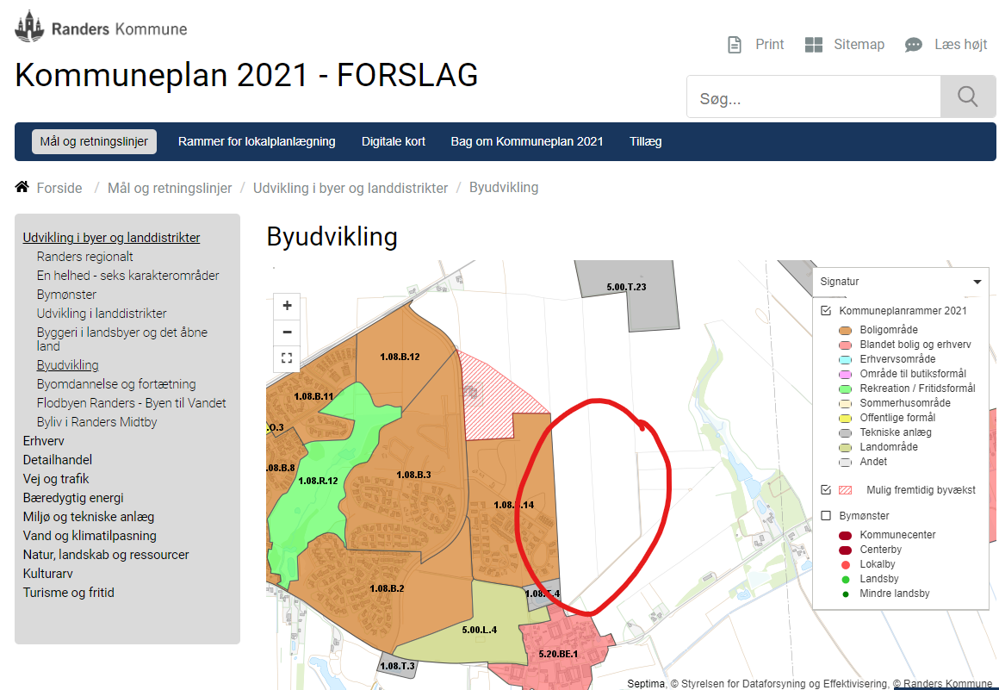 Randers Kommune
Print
Sitemap
Læs højt
Kommuneplan 2021 - FORSLAG
Søg...
Mål og retningslinjer
Rammer for lokalplanlægning
Digitale kort
Bag om Kommuneplan 2021
Tillæg
Forside / Mål og retningslinjer / Udvikling i byer og landdistrikter / Byudvikling
Udvikling i byer og landdistrikter
Randers regionalt
En helhed - seks karakterområder
Bymønster
Udvikling i landdistrikter
Byggeri i landsbyer og det åbne
land
Byudvikling
Byomdannelse og fortætning
Flodbyen Randers - Byen til Vandet
Byliv i Randers Midtby
Erhverv
Detailhandel
Vej og trafik
Bæredygtig energi
Miljø og tekniske anlæg
Vand og klimatilpasning
Natur, landskab og ressourcer
Kulturarv
Turisme og fritid
Byudvikling
+
−
5.00.T.23
1.08.B.12
1.08.B.11
.O.3
.08.B.8
1.08.R.12
1.08.B.3
1.08. .14
1.08.B.2
1.08.T.4
5.00.L.4
5.20.BE.1
1.08.T.3
Signatur
Kommuneplanrammer 2021
Boligområde
Blandet bolig og erhverv
Erhvervsområde
Område til butiksformål
Rekreation / Fritidsformål
Sommerhusområde
Offentlige formål
Tekniske anlæg
Landområde
Andet
Mulig fremtidig byvækst
Bymønster
Kommunecenter
Centerby
Lokalby
Landsby
Mindre landsby
Septima, © Styrelsen for Dataforsyning og Effektivisering, © Randers Kommune